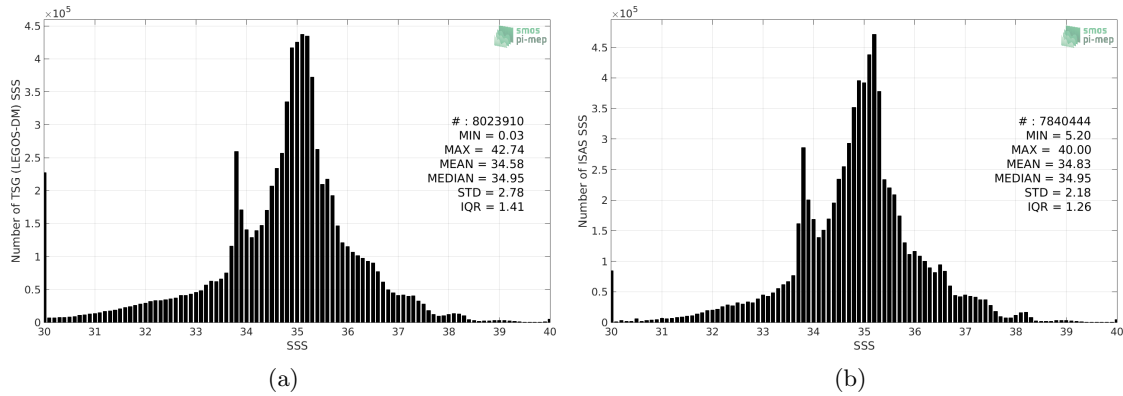 ×10^5
4.5
4
3.5
3
2.5
2
1.5
1
0.5
0
Number of TSG (LEGOS-DM) SSS
smos
pi-mep
# : 8023910
MIN = 0.03
MAX = 42.74
MEAN = 34.58
MEDIAN = 34.95
STD = 2.78
IQR = 1.41
30 31 32 33 34 35 36 37 38 39 40
SSS
(a)
×10^5
4.5
4
3.5
3
2.5
2
1.5
1
0.5
0
Number of ISAS SSS
smos
pi-mep
# : 7840444
MIN = 5.20
MAX = 40.00
MEAN = 34.83
MEDIAN = 34.95
STD = 2.18
IQR = 1.26
30 31 32 33 34 35 36 37 38 39 40
SSS
(b)